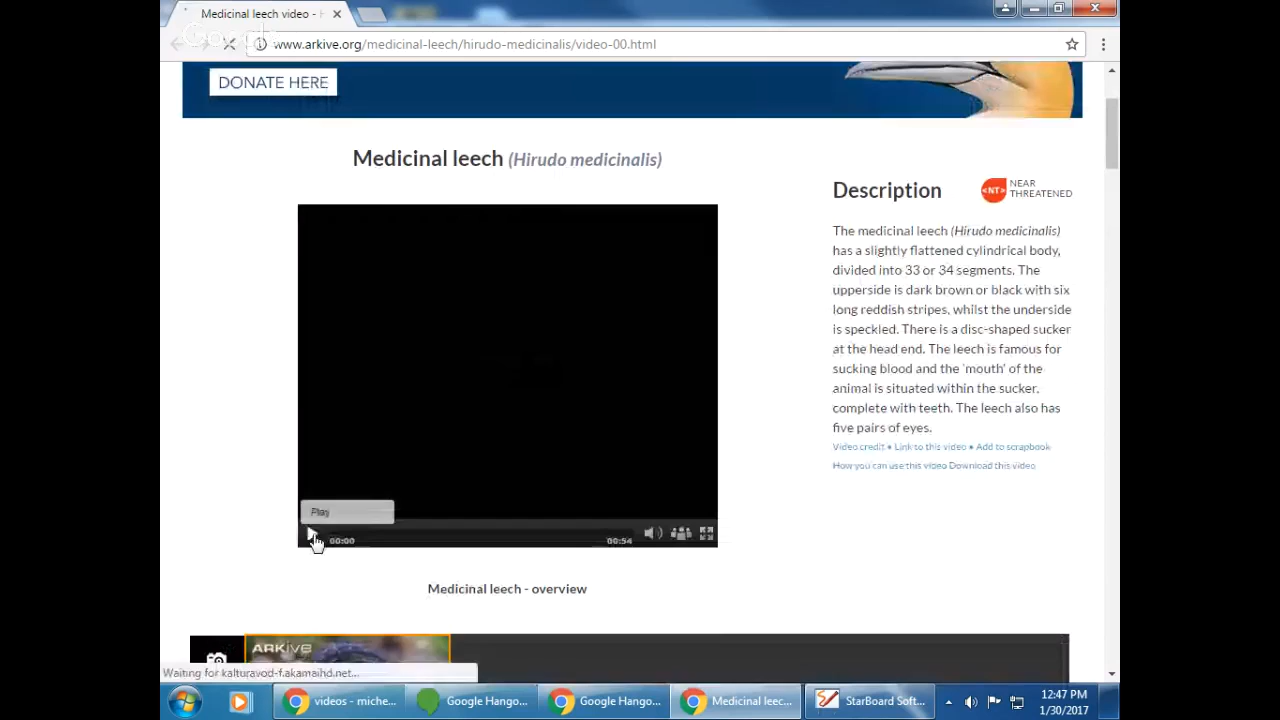 Medicinal leech video - H
Google
www.arkive.org/medicinal-leech/hirudo-medicinalis/video-00.html
DONATE HERE
Medicinal leech (Hirudo medicinalis)
Description
<NT> NEAR
THREATENED
The medicinal leech (Hirudo medicinalis)
has a slightly flattened cylindrical body,
divided into 33 or 34 segments. The
upperside is dark brown or black with six
long reddish stripes, whilst the underside
is speckled. There is a disc-shaped sucker
at the head end. The leech is famous for
sucking blood and the 'mouth' of the
animal is situated within the sucker,
complete with teeth. The leech also has
five pairs of eyes.
Video credit • Link to this video • Add to scrapbook
How you can use this video Download this video
Play
00:00
00:54
Medicinal leech - overview
ARKive
Waiting for kalturavod-f.akamaihd.net...
videos - miche...
Google Hango...
Google Hango...
Medicinal leec...
StarBoard Soft...
12:47 PM
1/30/2017